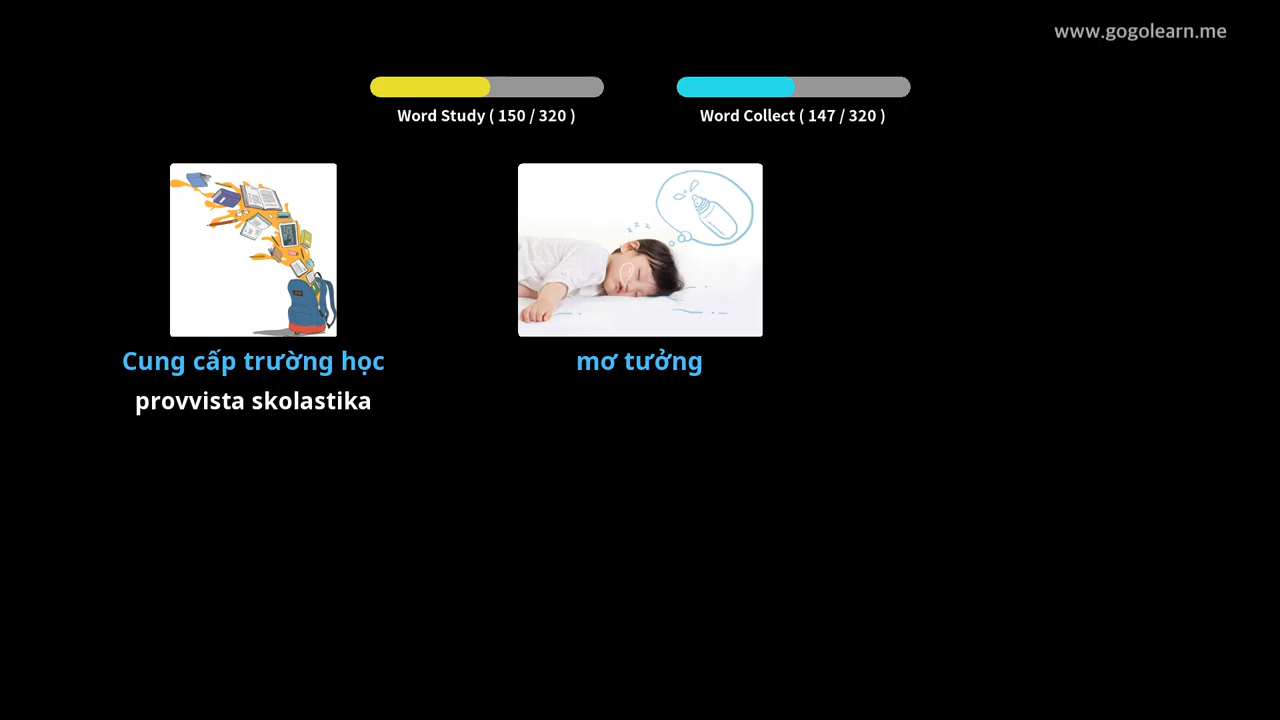 www.gogolearn.me
Word Study ( 150 / 320 )
Word Collect ( 147 / 320 )
Cung cấp trường học
provvista skolastika
mơ tưởng